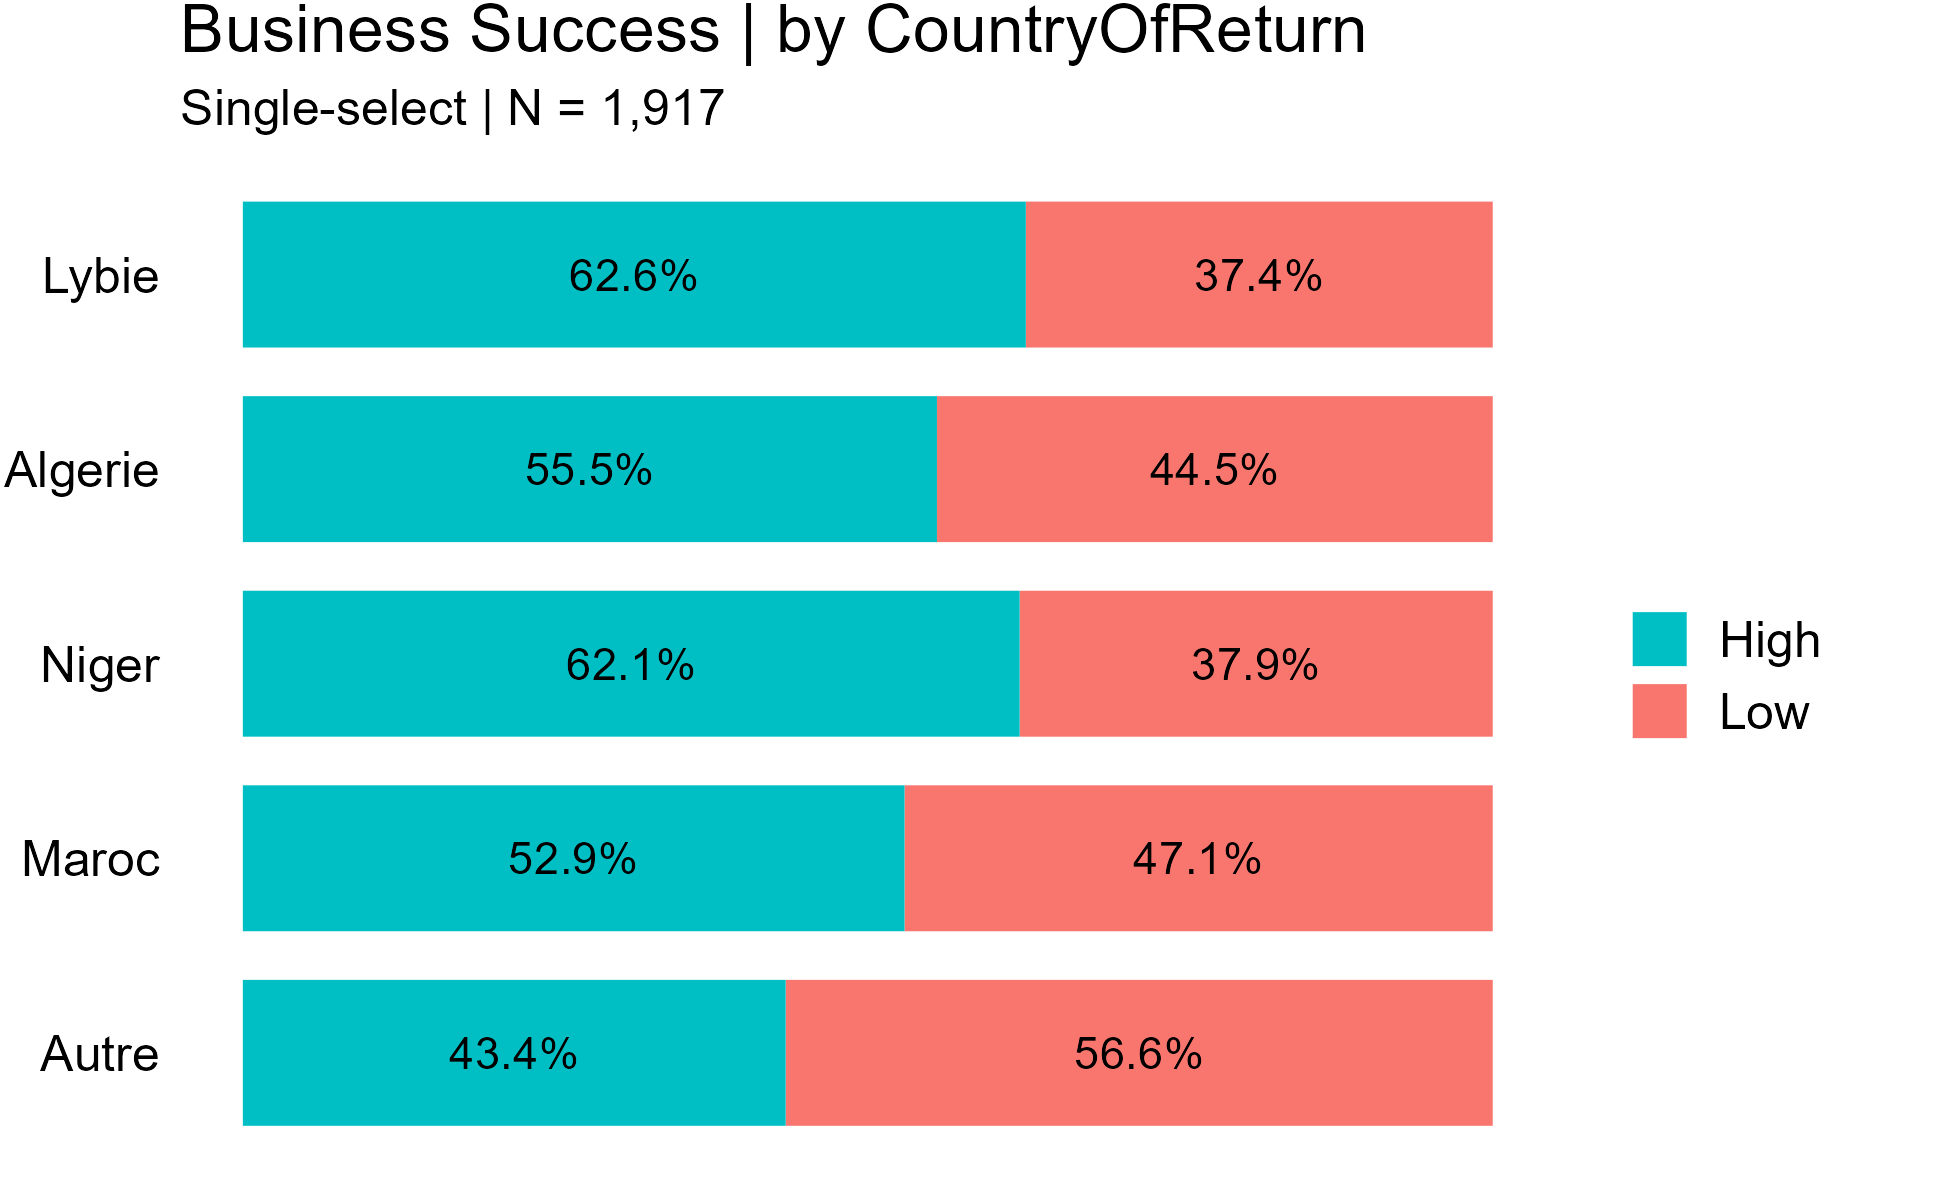 Business Success | by CountryOfReturn
Single-select | N = 1,917
Lybie 62.6% 37.4%
Algerie 55.5% 44.5%
Niger 62.1% 37.9%
High
Low
Maroc 52.9% 47.1%
Autre 43.4% 56.6%